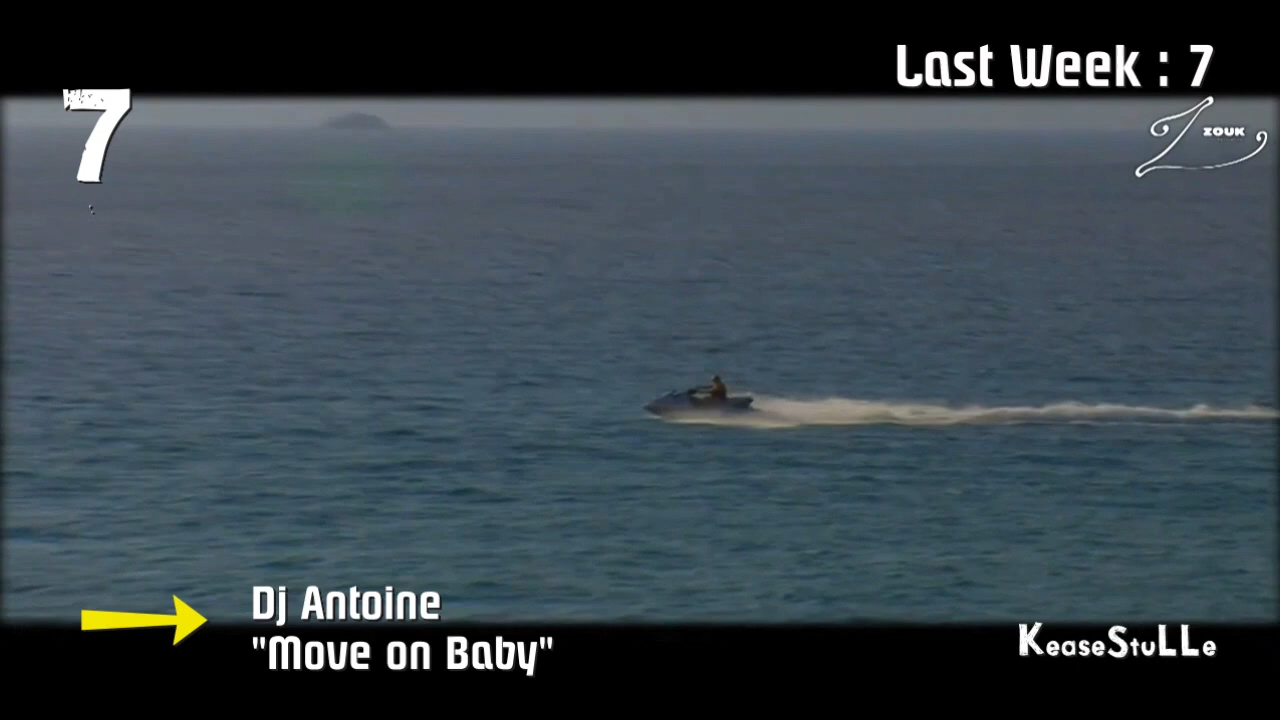 Last Week : 7
7
ZOUK
Dj Antoine
"Move on Baby"
KeaseStuLLe